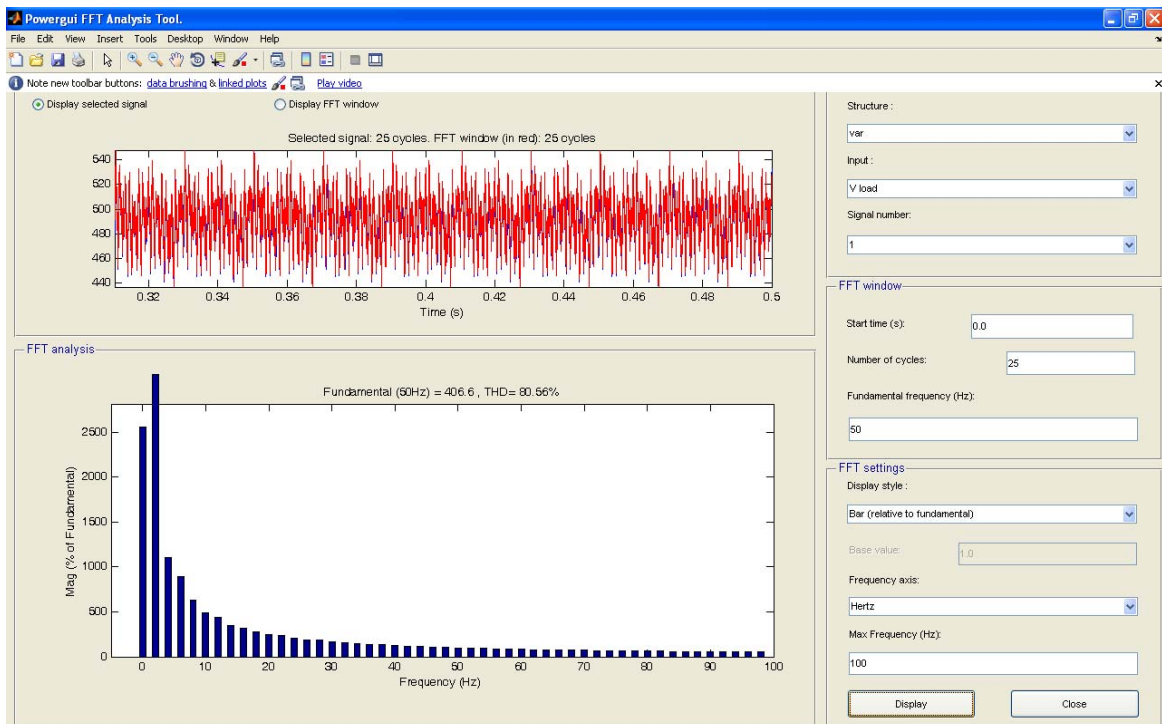 Powergui FFT Analysis Tool.
File Edit View Insert Tools Desktop Window Help
Note new toolbar buttons: data brushing & linked plots Play video
Display selected signal Display FFT window
Selected signal: 25 cycles. FFT window (in red): 25 cycles
540
520
500
480
460
440
0.32 0.34 0.36 0.38 0.4 0.42 0.44 0.46 0.48 0.5
Time (s)
FFT analysis
Fundamental (50Hz) = 406.6 , THD= 80.56%
2500
2000
1500
1000
500
0
Mag (% of Fundamental)
0 10 20 30 40 50 60 70 80 90 100
Frequency (Hz)
Structure :
var
Input :
V load
Signal number:
1
FFT window
Start time (s): 0.0
Number of cycles: 25
Fundamental frequency (Hz):
50
FFT settings
Display style :
Bar (relative to fundamental)
Base value: 1.0
Frequency axis:
Hertz
Max Frequency (Hz):
100
Display Close